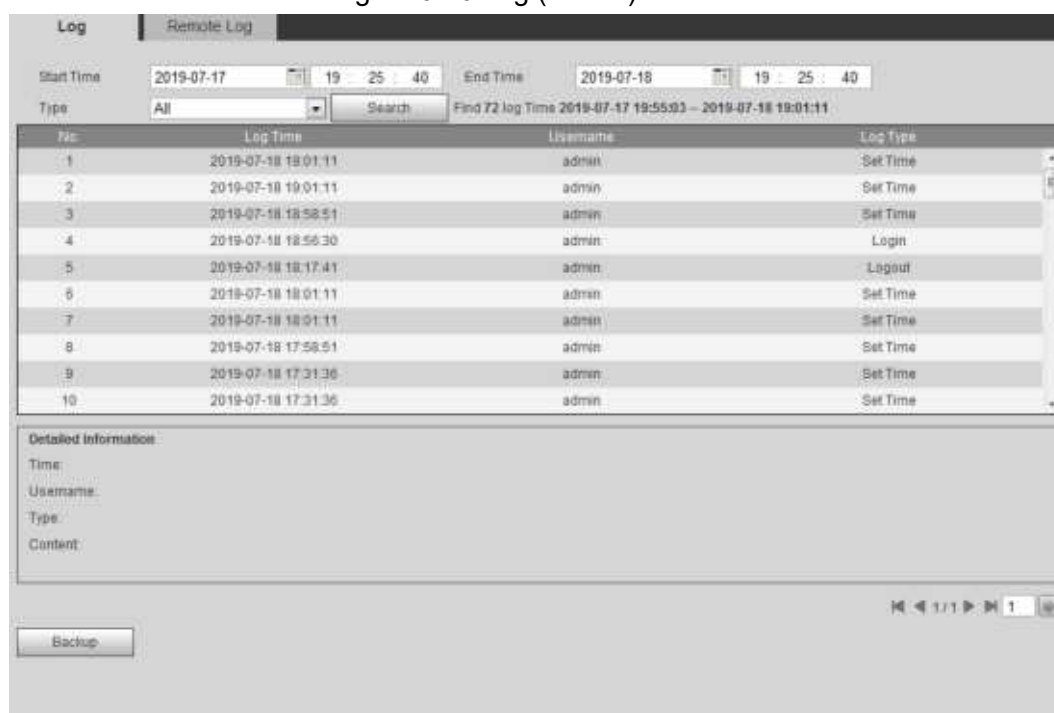 Log Remote Log
Start Time 2019-07-17 19 : 25 : 40 End Time 2019-07-18 19 : 25 : 40
Type All Search Find 72 log Time 2019-07-17 19:55:03 -- 2019-07-18 19:01:11
No. Log Time Username Log Type
1 2019-07-18 19:01:11 admin Set Time
2 2019-07-18 19:01:11 admin Set Time
3 2019-07-18 18:58:51 admin Set Time
4 2019-07-18 18:56:30 admin Login
5 2019-07-18 18:17:41 admin Logout
6 2019-07-18 18:01:11 admin Set Time
7 2019-07-18 18:01:11 admin Set Time
8 2019-07-18 17:58:51 admin Set Time
9 2019-07-18 17:31:36 admin Set Time
10 2019-07-18 17:31:36 admin Set Time
Detailed Information
Time:
Username:
Type:
Content:
1/1 1
Backup